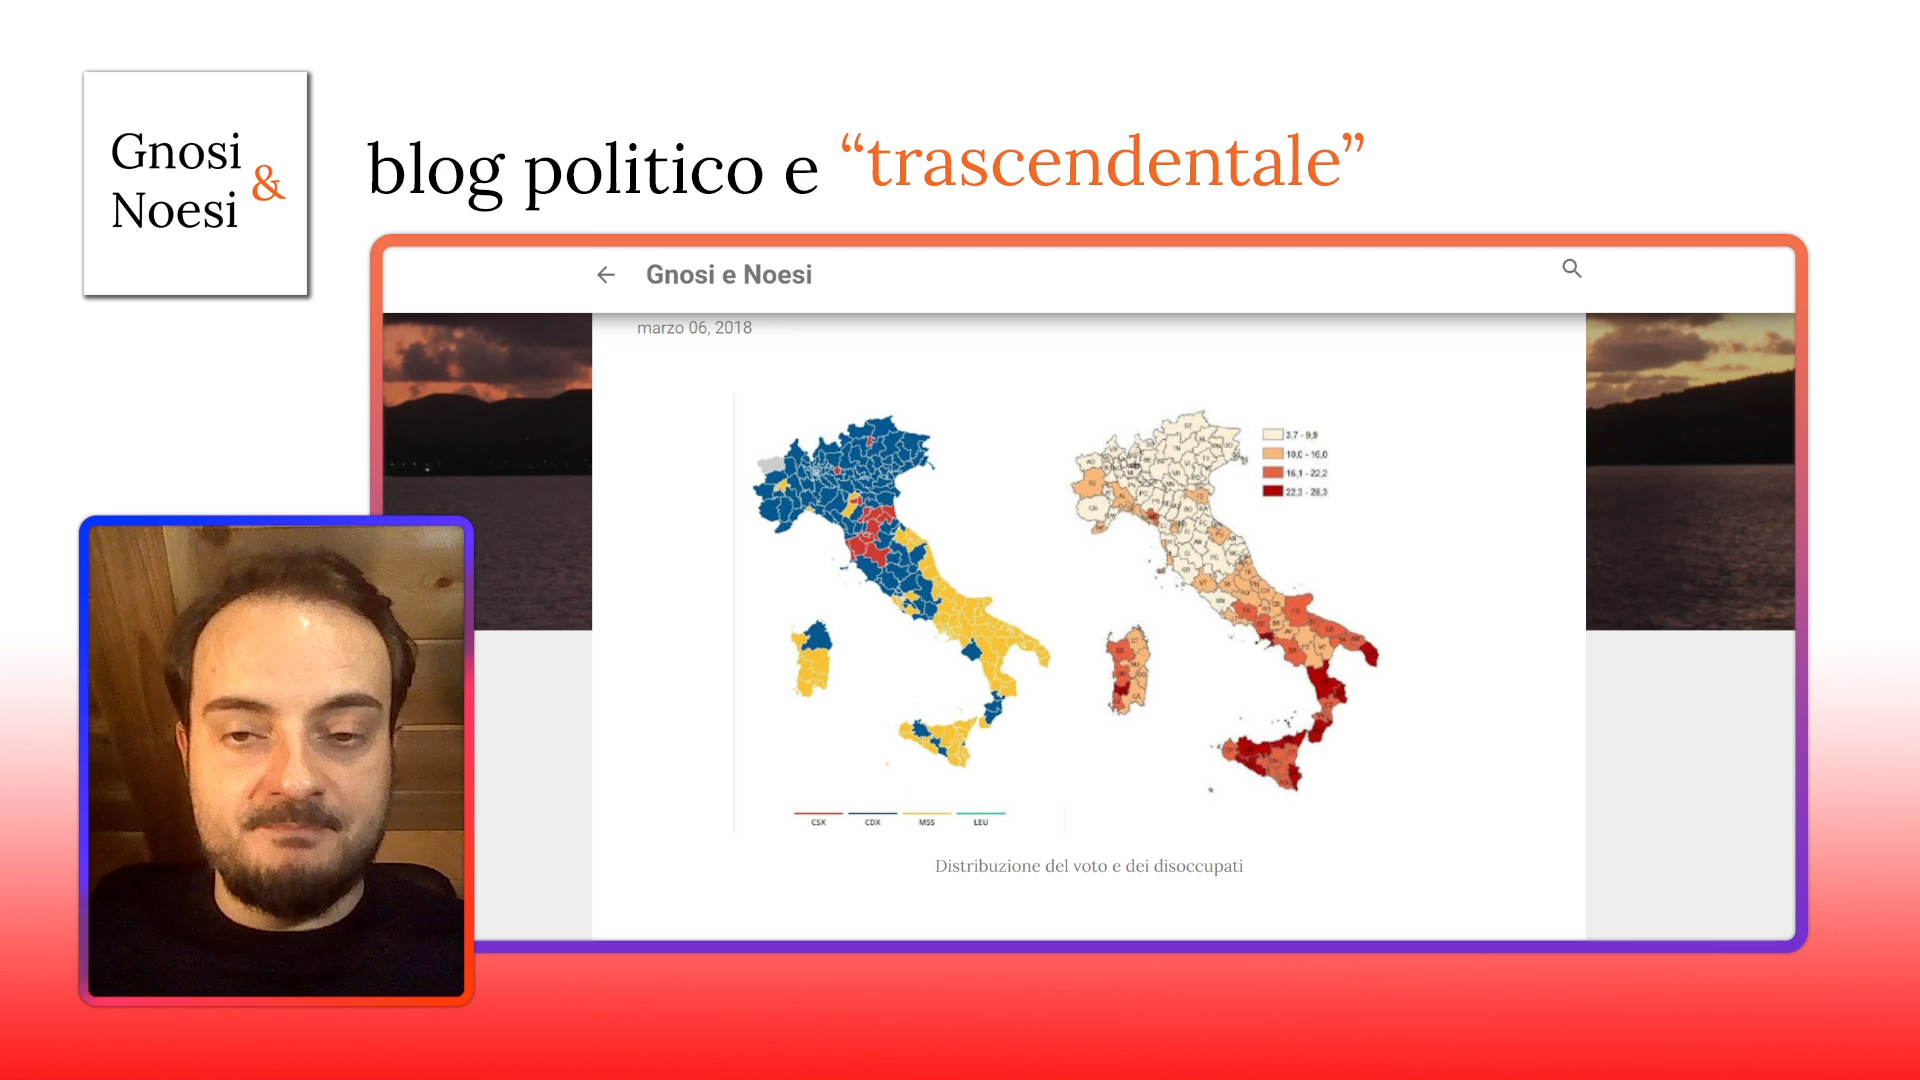 Gnosi
&
Noesi
blog politico e “trascendentale”
Gnosi e Noesi
marzo 06, 2018
3,7 - 9,9
10,0 - 16,0
16,1 - 22,2
22,3 - 28,3
CSX CDX M5S LEU
Distribuzione del voto e dei disoccupati